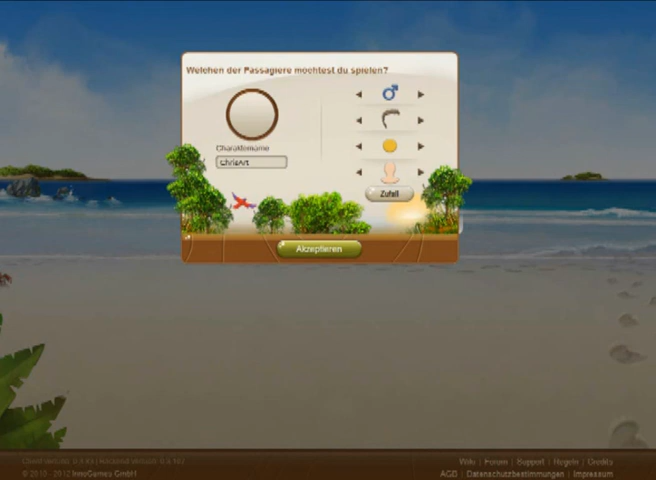 Welchen der Passagiere möchtest du spielen?
Charaktername
Zufall
Akzeptieren
Wiki | Forum | Support | Regeln | Credits
© 2010 - 2012 InnoGames GmbH
AGB | Datenschutzbestimmungen | Impressum